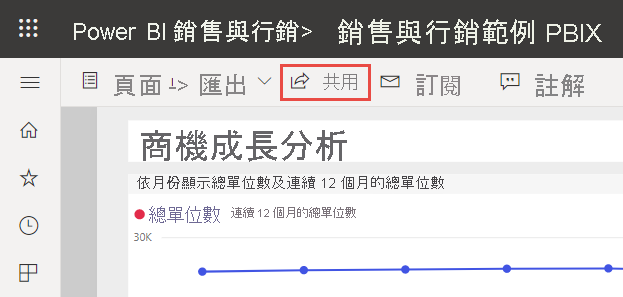 Power BI 銷售與行銷> 銷售與行銷範例 PBIX
頁面 > 匯出 共用 訂閱 註解
商機成長分析
依月份顯示總單位數及連續 12 個月的總單位數
總單位數 連續 12 個月的總單位數
30K